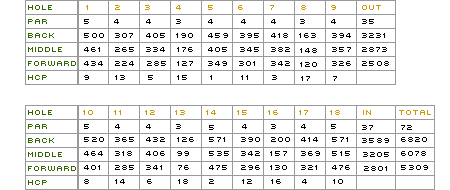 HOLE 1 2 3 4 5 6 7 8 9 OUT
PAR 5 4 4 3 4 4 4 3 4 35
BACK 500 307 405 190 459 395 418 163 394 3231
MIDDLE 461 265 334 176 405 345 382 148 357 2873
FORWARD 434 224 285 127 349 301 342 120 326 2508
HCP 9 13 5 15 1 11 3 17 7
HOLE 10 11 12 13 14 15 16 17 18 IN TOTAL
PAR 5 4 4 3 5 4 3 4 5 37 72
BACK 520 365 432 126 571 390 200 414 571 3589 6820
MIDDLE 464 318 406 99 535 342 157 369 515 3205 6078
FORWARD 401 285 341 76 475 296 130 321 476 2801 5309
HCP 8 14 6 18 2 12 16 4 10